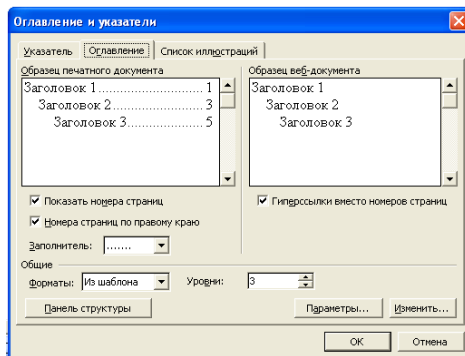 Оглавление и указатели
Указатель Оглавление Список иллюстраций
Образец печатного документа Образец веб-документа
Заголовок 1..................... 1
Заголовок 2.................. 3
Заголовок 3............... 5
Заголовок 1
Заголовок 2
Заголовок 3
Показать номера страниц Гиперссылки вместо номеров страниц
Номера страниц по правому краю
Заполнитель: .......
Общие
Форматы: Из шаблона Уровни: 3
Панель структуры Параметры... Изменить...
OK Отмена